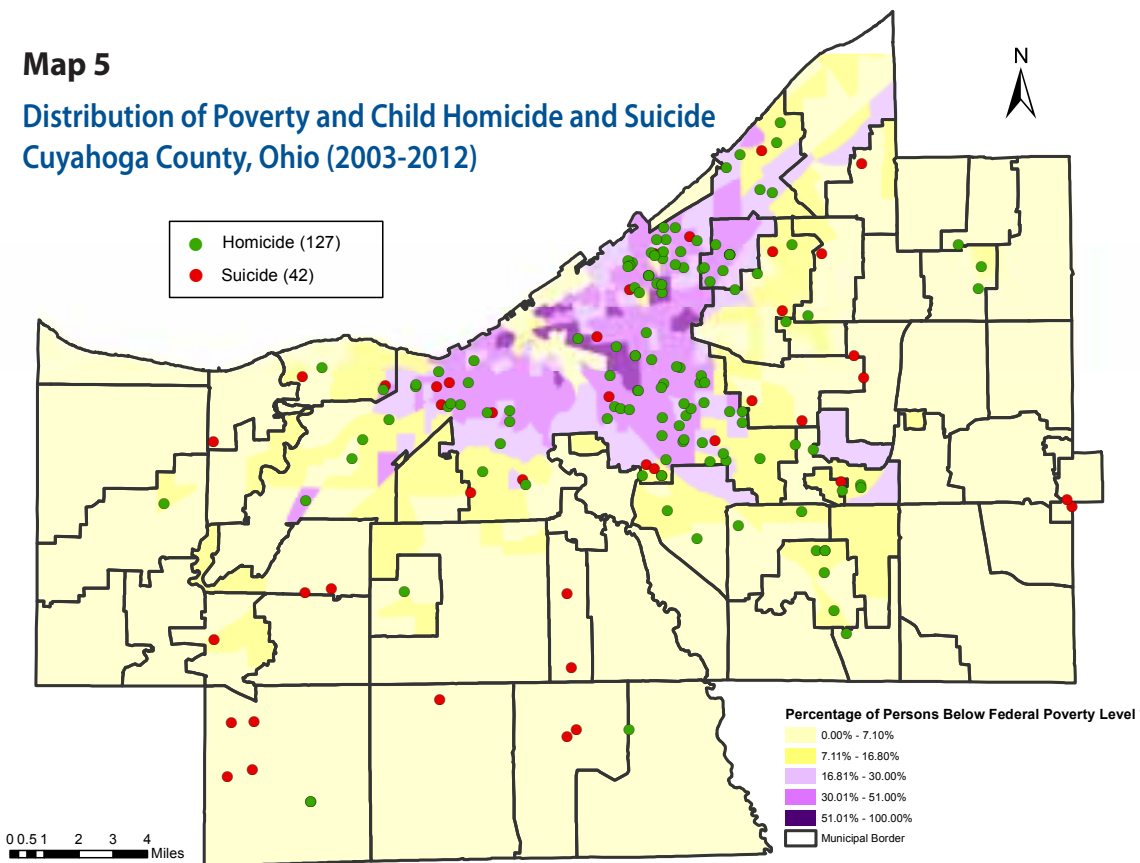 Map 5
Distribution of Poverty and Child Homicide and Suicide
Cuyahoga County, Ohio (2003-2012)
N
Homicide (127)
Suicide (42)
Percentage of Persons Below Federal Poverty Level
0.00% - 7.10%
7.11% - 16.80%
16.81% - 30.00%
30.01% - 51.00%
51.01% - 100.00%
Municipal Border
0 0.5 1 2 3 4
Miles